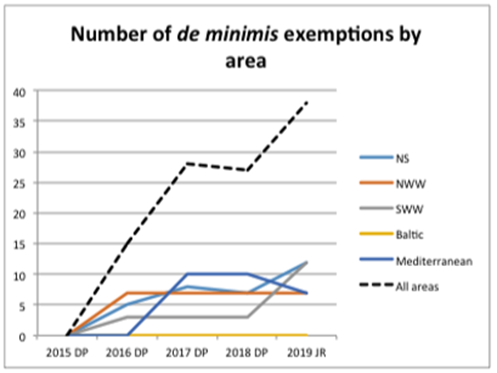 Number of de minimis exemptions by
area
40
35
30
25
20
15
10
5
0
2015 DP 2016 DP 2017 DP 2018 DP 2019 JR
NS
NWW
SWW
Baltic
Mediterranean
All areas